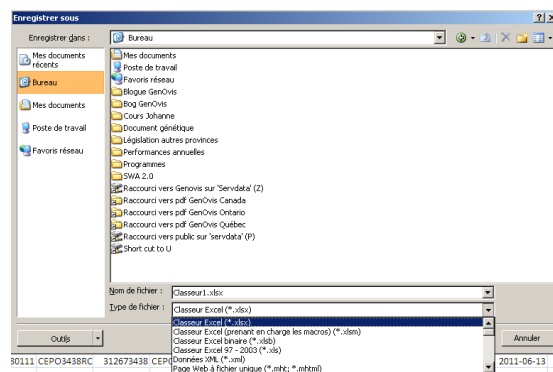 Enregistrer sous
Enregistrer dans :
Bureau
Mes documents récents
Bureau
Mes documents
Poste de travail
Favoris réseau
Mes documents
Poste de travail
Favoris réseau
Blogue GenOvis
Bog GenOvis
Cours Johanne
Document génétique
Législation autres provinces
Performances annuelles
Programmes
SWA 2.0
Raccourci vers Genovis sur 'Servdata' (Z)
Raccourci vers pdf GenOvis Canada
Raccourci vers pdf GenOvis Ontario
Raccourci vers pdf GenOvis Québec
Raccourci vers public sur 'servdata' (P)
Short cut to U
Nom de fichier :
Classeur1.xlsx
Type de fichier :
Classeur Excel (*.xlsx)
Classeur Excel (*.xlsx)
Classeur Excel (prenant en charge les macros) (*.xlsm)
Classeur Excel binaire (*.xlsb)
Classeur Excel 97 - 2003 (*.xls)
Données XML (*.xml)
Page Web à fichier unique (*.mht; *.mhtml)
Outils
Annuler
30111 CEPO3438RC 312673438 CEPO
2011-06-13